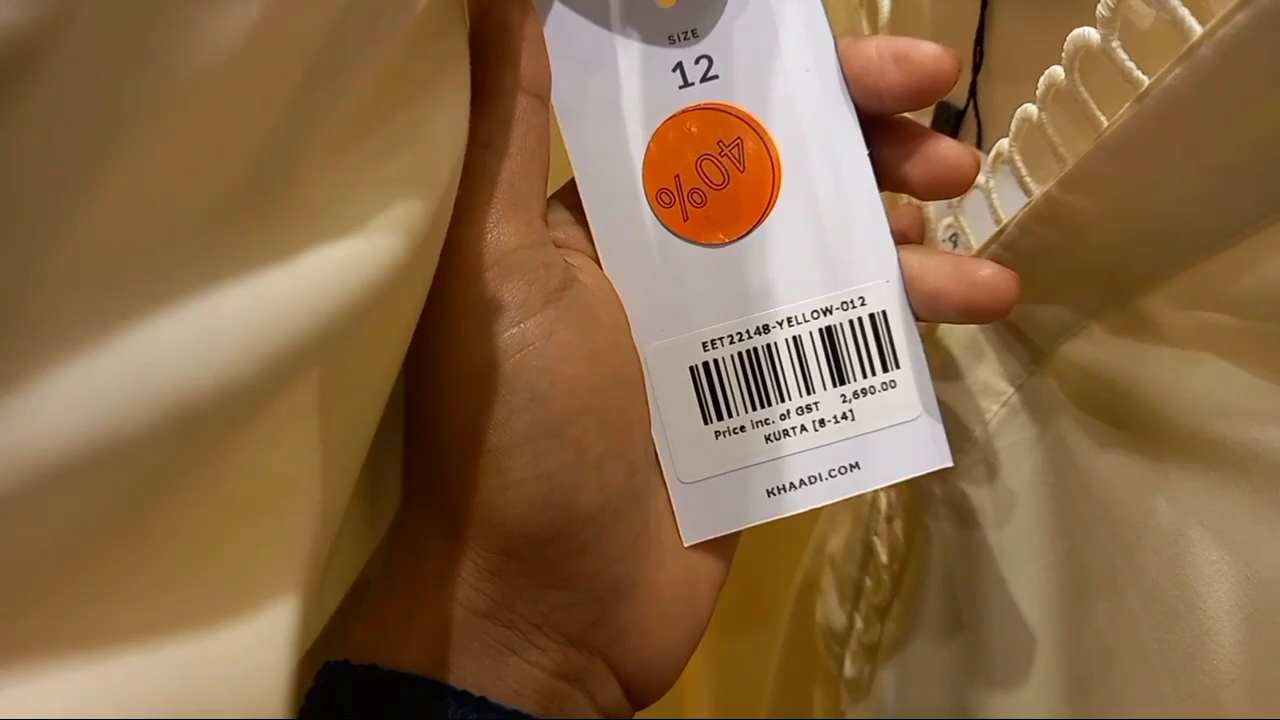 SIZE
12
40%
EET22148-YELLOW-012
Price inc. of GST 2,690.00
KURTA [8-14]
KHAADI.COM